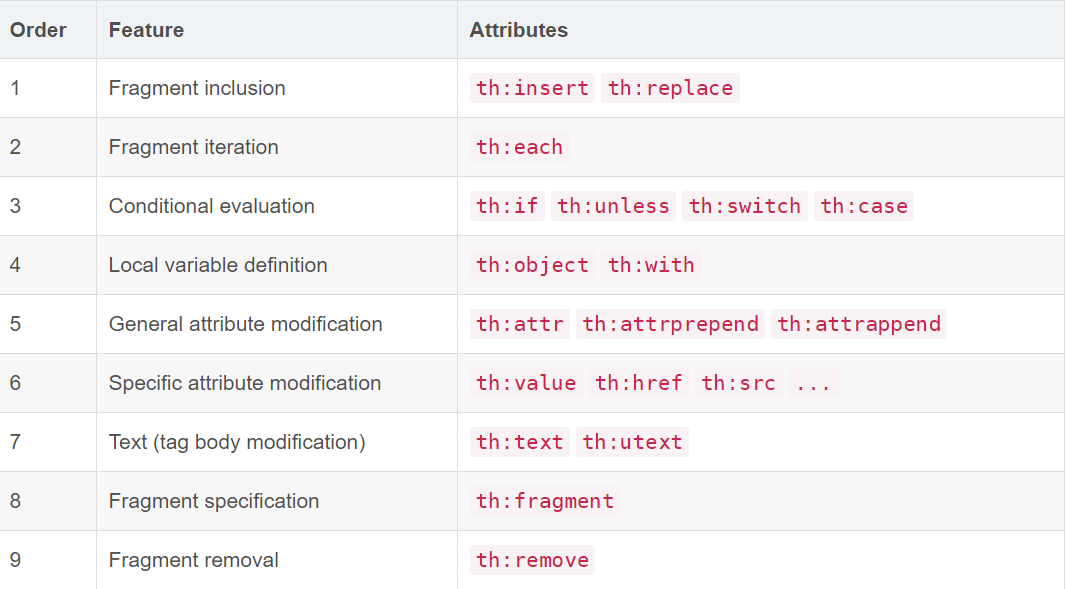 Order Feature Attributes
1 Fragment inclusion th:insert th:replace
2 Fragment iteration th:each
3 Conditional evaluation th:if th:unless th:switch th:case
4 Local variable definition th:object th:with
5 General attribute modification th:attr th:attrprepend th:attrappend
6 Specific attribute modification th:value th:href th:src ...
7 Text (tag body modification) th:text th:utext
8 Fragment specification th:fragment
9 Fragment removal th:remove